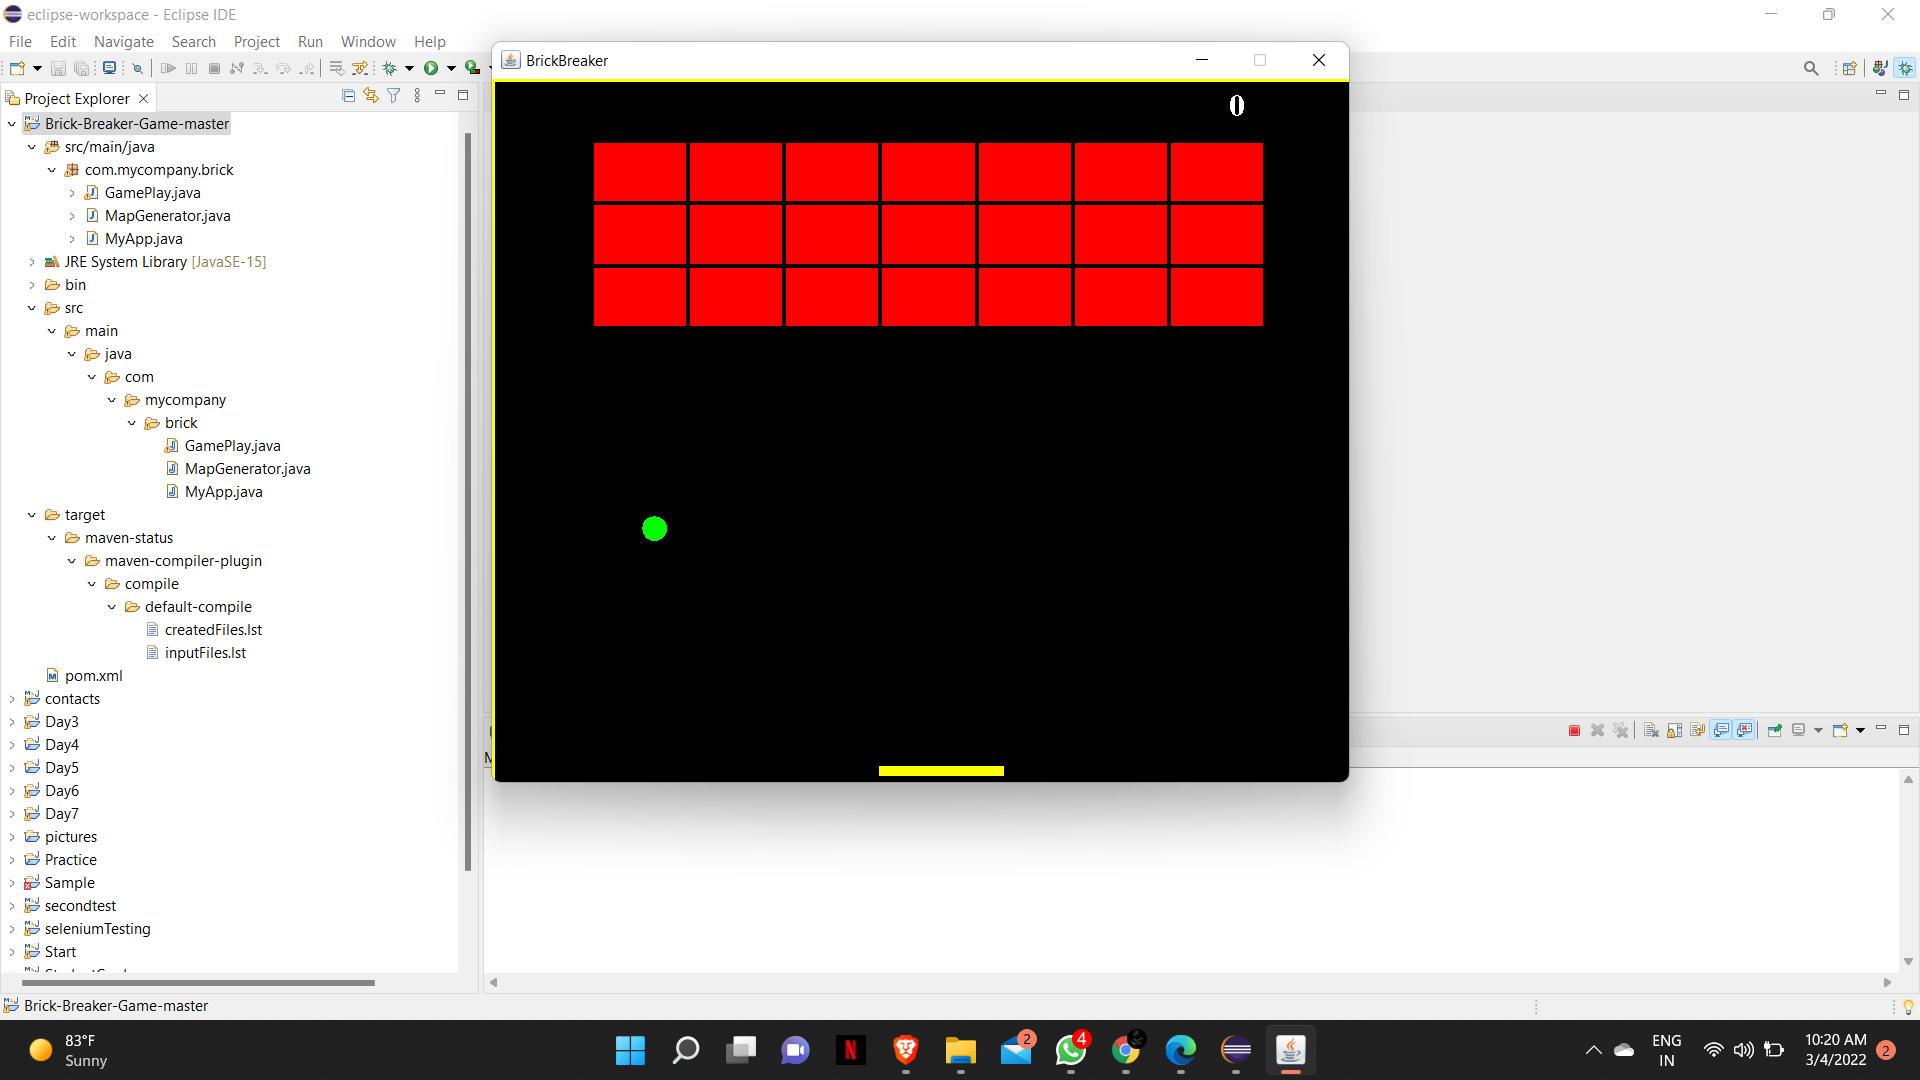 eclipse-workspace - Eclipse IDE
File Edit Navigate Search Project Run Window Help
Project Explorer
Brick-Breaker-Game-master
src/main/java
com.mycompany.brick
GamePlay.java
MapGenerator.java
MyApp.java
JRE System Library [JavaSE-15]
bin
src
main
java
com
mycompany
brick
GamePlay.java
MapGenerator.java
MyApp.java
target
maven-status
maven-compiler-plugin
compile
default-compile
createdFiles.lst
inputFiles.lst
pom.xml
contacts
Day3
Day4
Day5
Day6
Day7
pictures
Practice
Sample
secondtest
seleniumTesting
Start
Brick-Breaker-Game-master
BrickBreaker
0
83°F
Sunny
2
4
ENG
IN
10:20 AM
3/4/2022
2